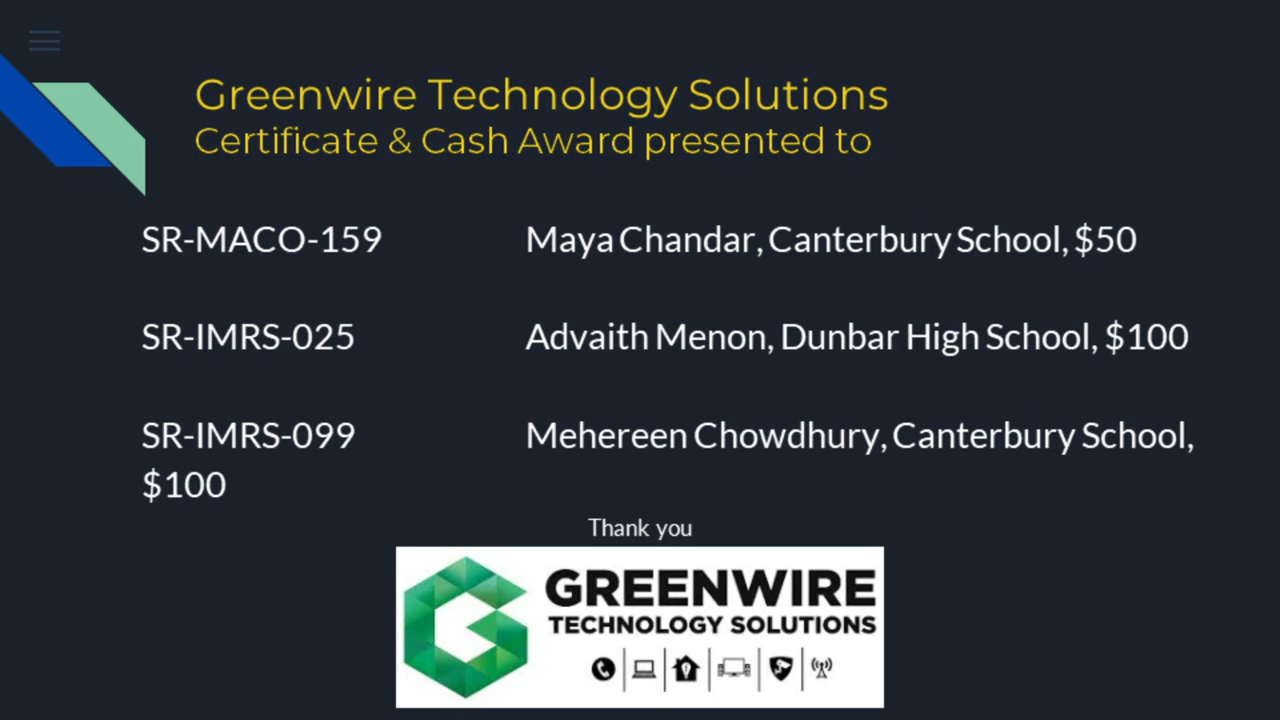 Greenwire Technology Solutions
Certificate & Cash Award presented to
SR-MACO-159 Maya Chandar, Canterbury School, $50
SR-IMRS-025 Advaith Menon, Dunbar High School, $100
SR-IMRS-099 Mehereen Chowdhury, Canterbury School,
$100
Thank you
GREENWIRE
TECHNOLOGY SOLUTIONS